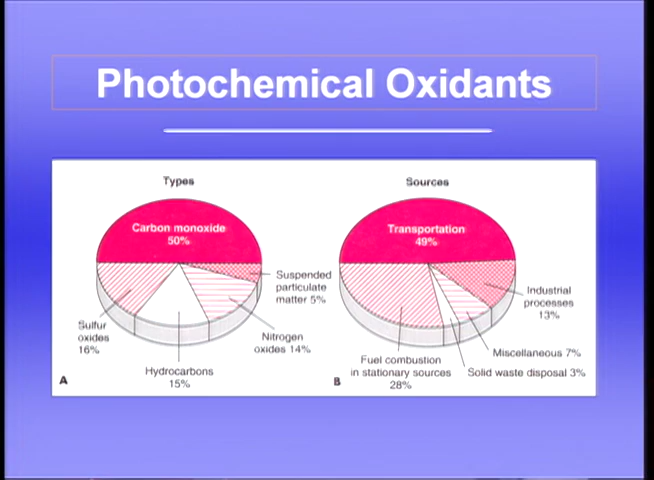 Photochemical Oxidants
Types
Carbon monoxide
50%
Suspended
particulate
matter 5%
Nitrogen
oxides 14%
Hydrocarbons
15%
Sulfur
oxides
16%
A
Sources
Transportation
49%
Industrial
processes
13%
Miscellaneous 7%
Solid waste disposal 3%
Fuel combustion
in stationary sources
28%
B